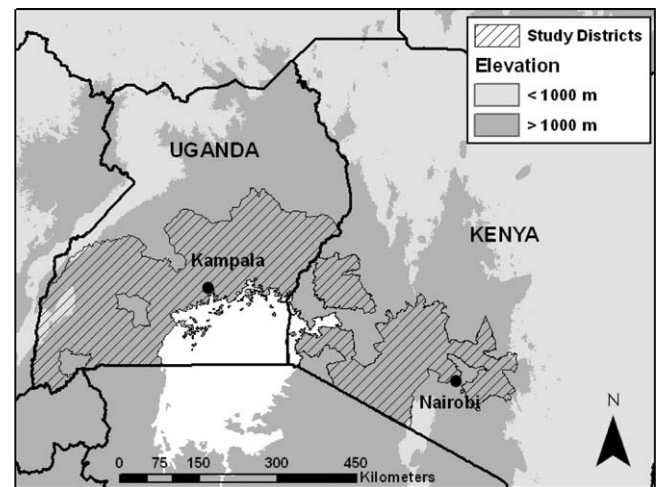 Study Districts
Elevation
< 1000 m
> 1000 m
UGANDA
KENYA
Kampala
Nairobi
N
0 75 150 300 450
Kilometers